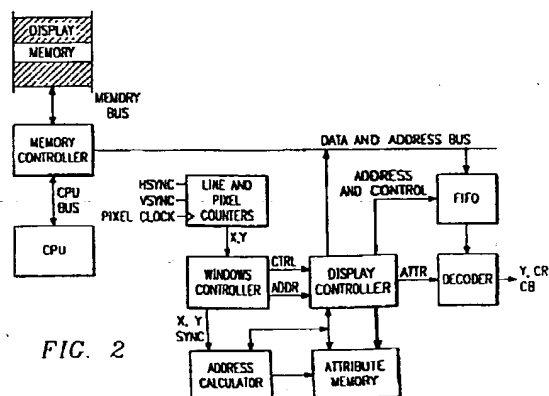 DISPLAY
MEMORY
MEMORY
BUS
MEMORY
CONTROLLER
DATA AND ADDRESS BUS
CPU
BUS
CPU
HSYNC
VSYNC
PIXEL CLOCK
LINE AND
PIXEL
COUNTERS
ADDRESS
AND CONTROL
FIFO
X,Y
WINDOWS
CONTROLLER
CTRL
ADDR
DISPLAY
CONTROLLER
ATTR
DECODER
Y, CR
CB
X, Y
SYNC
ADDRESS
CALCULATOR
ATTRIBUTE
MEMORY
FIG. 2